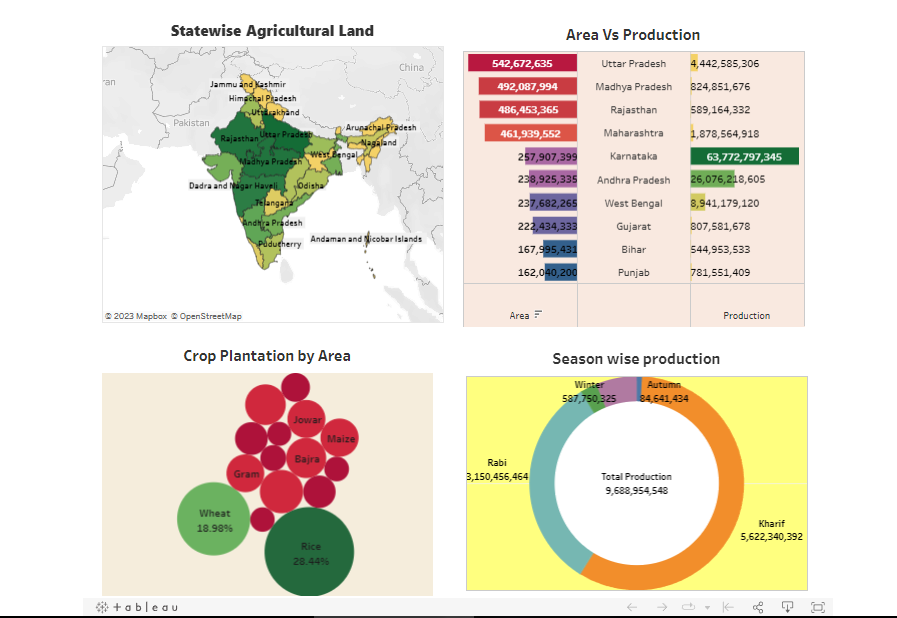 Statewise Agricultural Land
China
Jammu and Kashmir
Himachal Pradesh
Uttarakhand
Pakistan
Arunachal Pradesh
Rajasthan
Uttar Pradesh
Nagaland
West Bengal
Madhya Pradesh
Dadra and Nagar Haveli
Odisha
Telangana
Andhra Pradesh
Puducherry
Andaman and Nicobar Islands
© 2023 Mapbox © OpenStreetMap
Area Vs Production
542,672,635 Uttar Pradesh 4,442,585,306
492,087,994 Madhya Pradesh 824,851,676
486,453,365 Rajasthan 589,164,332
461,939,552 Maharashtra 1,878,564,918
257,907,399 Karnataka 63,772,797,345
238,925,335 Andhra Pradesh 26,076,218,605
237,682,265 West Bengal 8,941,179,120
222,434,333 Gujarat 807,581,678
167,995,431 Bihar 544,953,533
162,040,200 Punjab 781,551,409
Area Production
Crop Plantation by Area
Jowar
Maize
Bajra
Gram
Wheat
18.98%
Rice
28.44%
Season wise production
Winter
587,750,325
Autumn
84,641,434
Rabi
3,150,456,464
Total Production
9,688,954,548
Kharif
5,622,340,392
+ a b l e a u